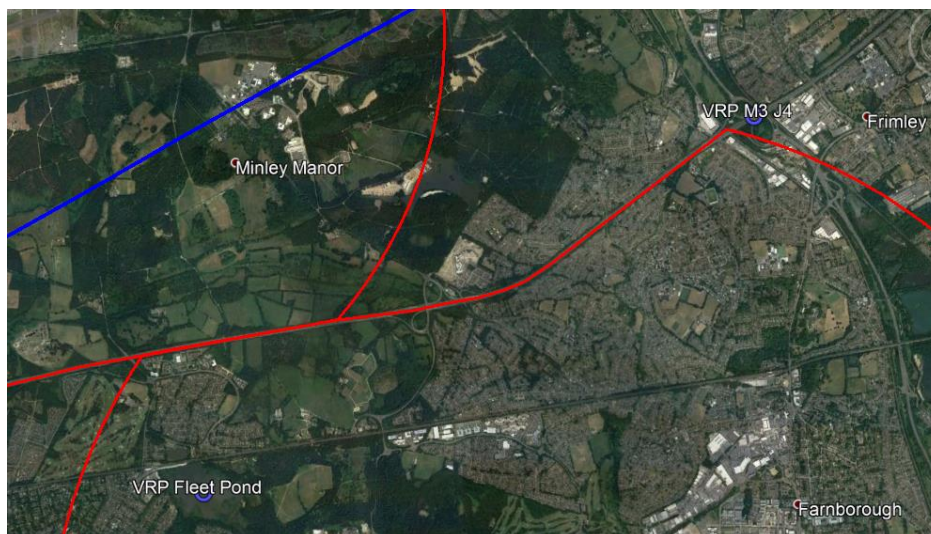 VRP M3 J4
Frimley
Minley Manor
VRP Fleet Pond
Farnborough